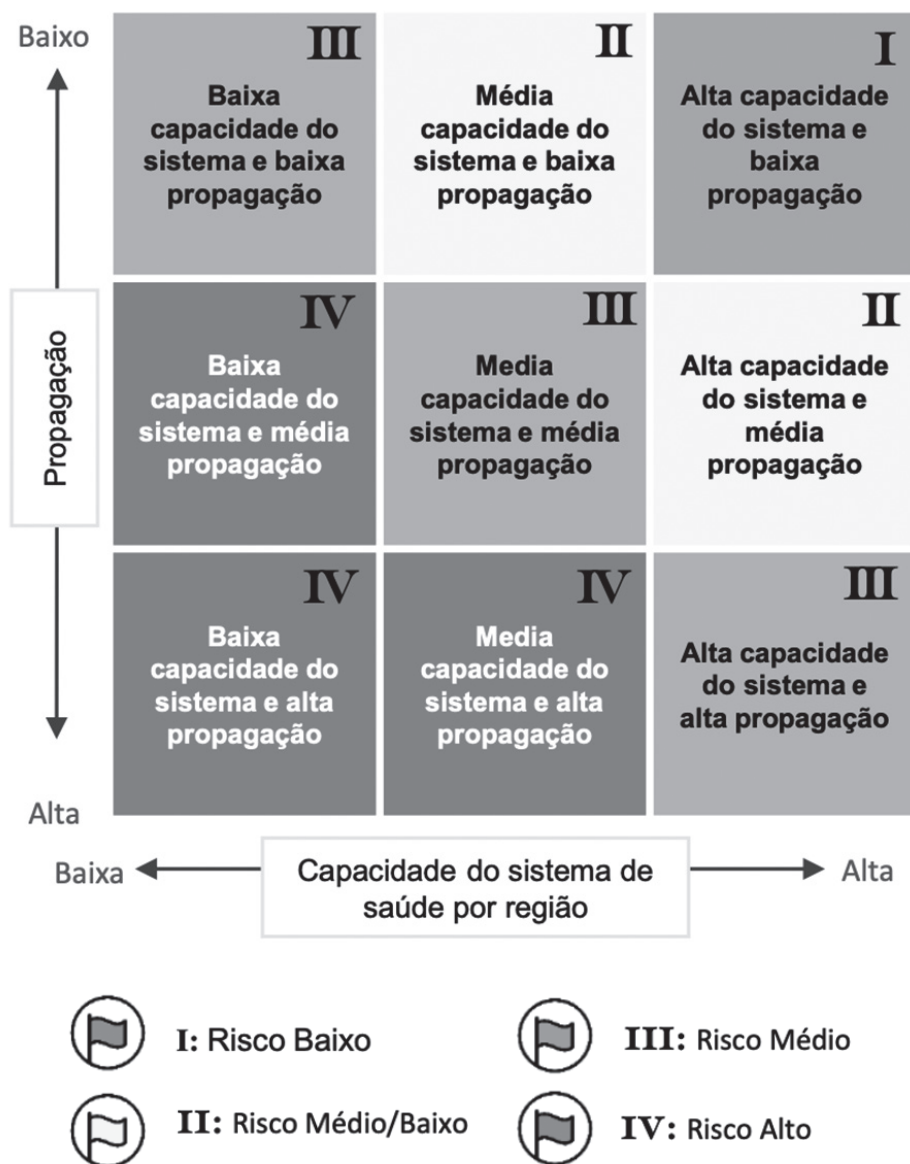 Baixo
III
Baixa
capacidade do
sistema e baixa
propagação
II
Média
capacidade do
sistema e baixa
propagação
I
Alta capacidade
do sistema e
baixa
propagação
Propagação
IV
Baixa
capacidade do
sistema e média
propagação
III
Media
capacidade do
sistema e média
propagação
II
Alta capacidade
do sistema e
média
propagação
IV
Baixa
capacidade do
sistema e alta
propagação
IV
Media
capacidade do
sistema e alta
propagação
III
Alta capacidade
do sistema e
alta propagação
Alta
Baixa
Capacidade do sistema de
saúde por região
Alta
I: Risco Baixo
III: Risco Médio
II: Risco Médio/Baixo
IV: Risco Alto